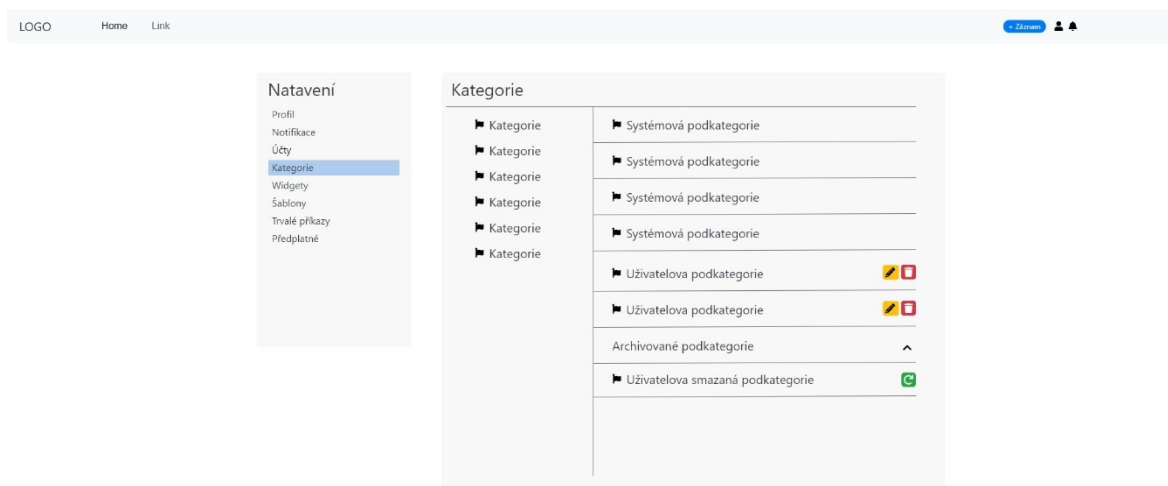 LOGO Home Link + Záznam
Natavení
Profil
Notifikace
Účty
Kategorie
Widgety
Šablony
Trvalé příkazy
Předplatné
Kategorie
Kategorie
Kategorie
Kategorie
Kategorie
Kategorie
Kategorie
Systémová podkategorie
Systémová podkategorie
Systémová podkategorie
Systémová podkategorie
Uživatelova podkategorie
Uživatelova podkategorie
Archivované podkategorie
Uživatelova smazaná podkategorie